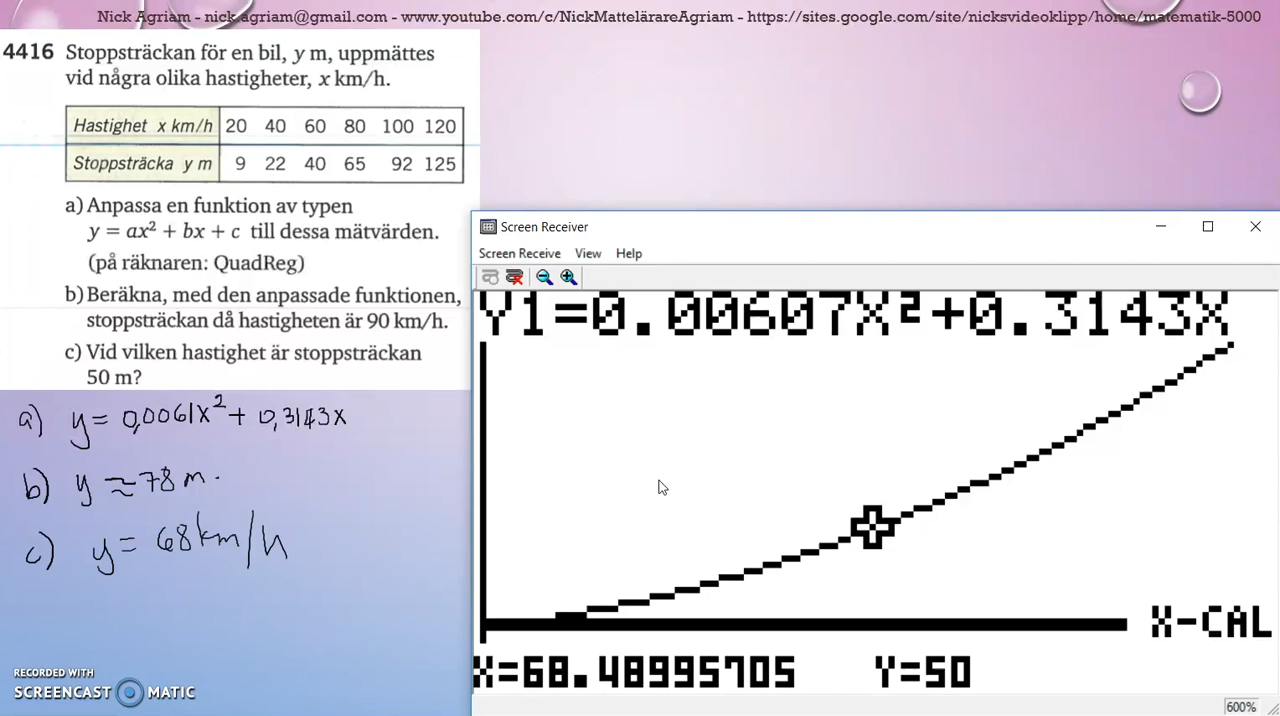 Nick Agriam - nick.agriam@gmail.com - www.youtube.com/c/NickMattelärareAgriam - https://sites.google.com/site/nicksvideoklipp/home/matematik-5000
4416 Stoppsträckan för en bil, y m, uppmättes
vid några olika hastigheter, x km/h.
Hastighet x km/h 20 40 60 80 100 120
Stoppsträcka y m 9 22 40 65 92 125
a) Anpassa en funktion av typen
y = ax² + bx + c till dessa mätvärden.
(på räknaren: QuadReg)
b) Beräkna, med den anpassade funktionen,
stoppsträckan då hastigheten är 90 km/h.
c) Vid vilken hastighet är stoppsträckan
50 m?
a) y = 0,0061x² + 0,3143x
b) y ≈ 78 m.
c) y = 68 km/h
RECORDED WITH
SCREENCAST MATIC
Screen Receiver
Screen Receive View Help
Y1=0.00607X²+0.3143X
X-CAL
X=68.48995705 Y=50
600%